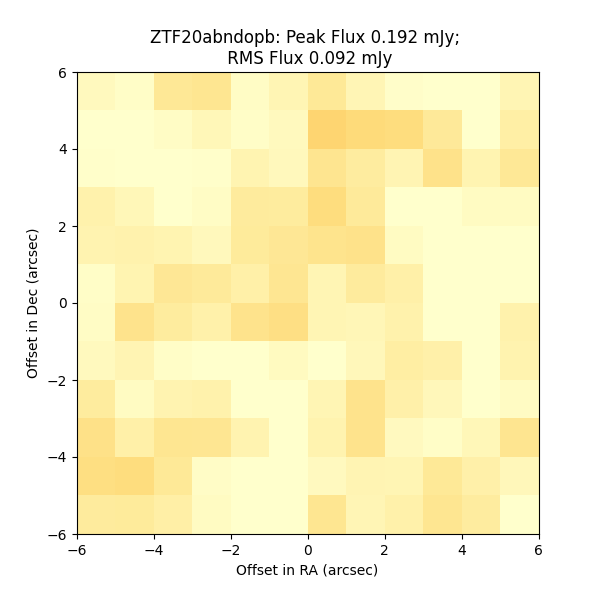 ZTF20abndopb: Peak Flux 0.192 mJy;
RMS Flux 0.092 mJy
6
4
2
0
−2
−4
−6
Offset in Dec (arcsec)
−6 −4 −2 0 2 4 6
Offset in RA (arcsec)